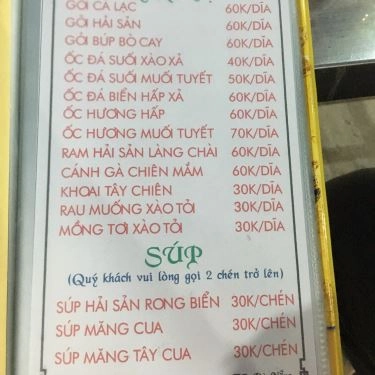 GỎI CÁ LẠC 60K/DĨA
GỎI HẢI SẢN 60K/DĨA
GỎI BÚP BÒ CAY 60K/DĨA
ỐC ĐÁ SUỐI XÀO XẢ 40K/DĨA
ỐC ĐÁ SUỐI MUỐI TUYẾT 50K/DĨA
ỐC ĐÁ BIỂN HẤP XẢ 60K/DĨA
ỐC HƯƠNG HẤP 60K/DĨA
ỐC HƯƠNG MUỐI TUYẾT 70K/DĨA
RAM HẢI SẢN LÀNG CHÀI 60K/DĨA
CÁNH GÀ CHIÊN MẮM 60K/DĨA
KHOAI TÂY CHIÊN 30K/DĨA
RAU MUỐNG XÀO TỎI 30K/DĨA
MỒNG TƠI XÀO TỎI 30K/DĨA
SÚP
(Quý khách vui lòng gọi 2 chén trở lên)
SÚP HẢI SẢN RONG BIỂN 30K/CHÉN
SÚP MĂNG CUA 30K/CHÉN
SÚP MĂNG TÂY CUA 30K/CHÉN